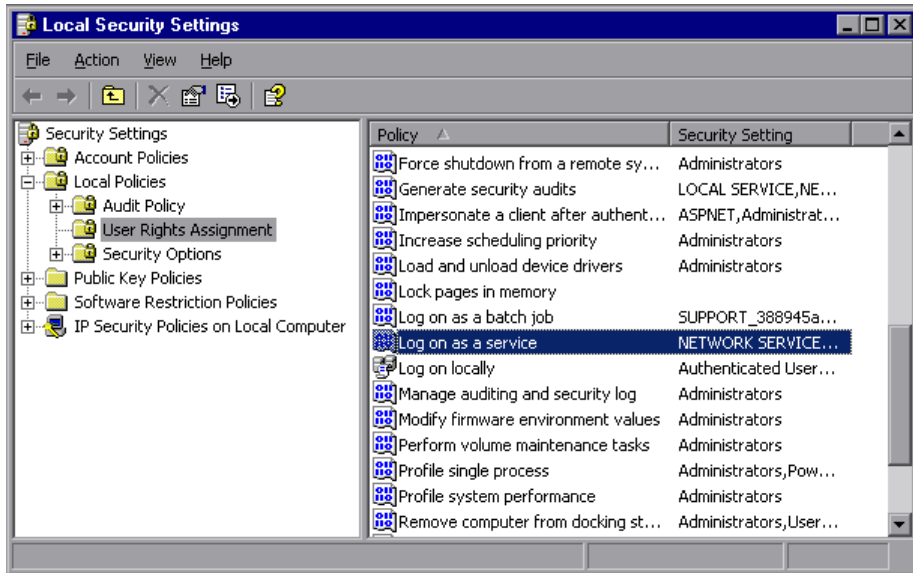 Local Security Settings
File Action View Help
Security Settings
Account Policies
Local Policies
Audit Policy
User Rights Assignment
Security Options
Public Key Policies
Software Restriction Policies
IP Security Policies on Local Computer
Policy Security Setting
Force shutdown from a remote sy... Administrators
Generate security audits LOCAL SERVICE,NE...
Impersonate a client after authent... ASPNET,Administrat...
Increase scheduling priority Administrators
Load and unload device drivers Administrators
Lock pages in memory
Log on as a batch job SUPPORT_388945a...
Log on as a service NETWORK SERVICE...
Log on locally Authenticated User...
Manage auditing and security log Administrators
Modify firmware environment values Administrators
Perform volume maintenance tasks Administrators
Profile single process Administrators,Pow...
Profile system performance Administrators
Remove computer from docking st... Administrators,User...